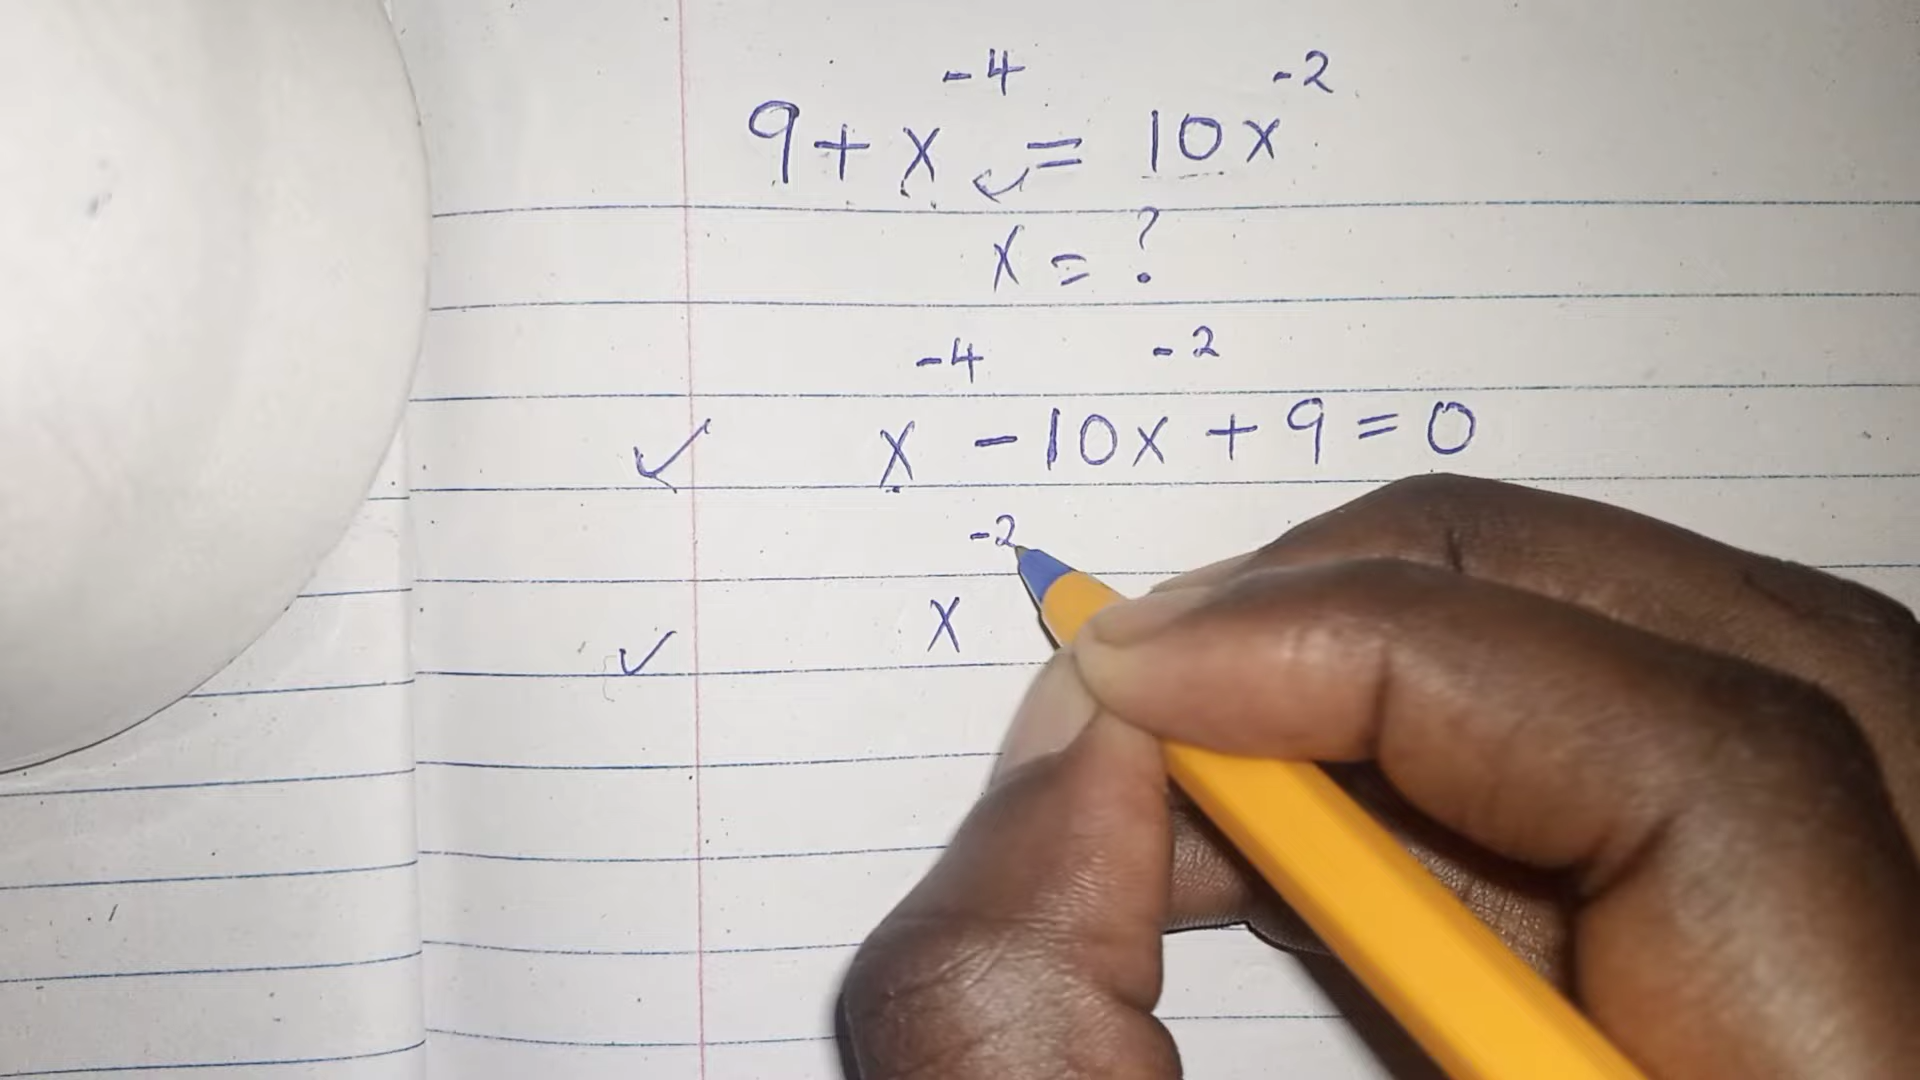 9 + x⁻⁴ = 10x⁻²
x = ?
x⁻⁴ - 10x⁻² + 9 = 0
x⁻²